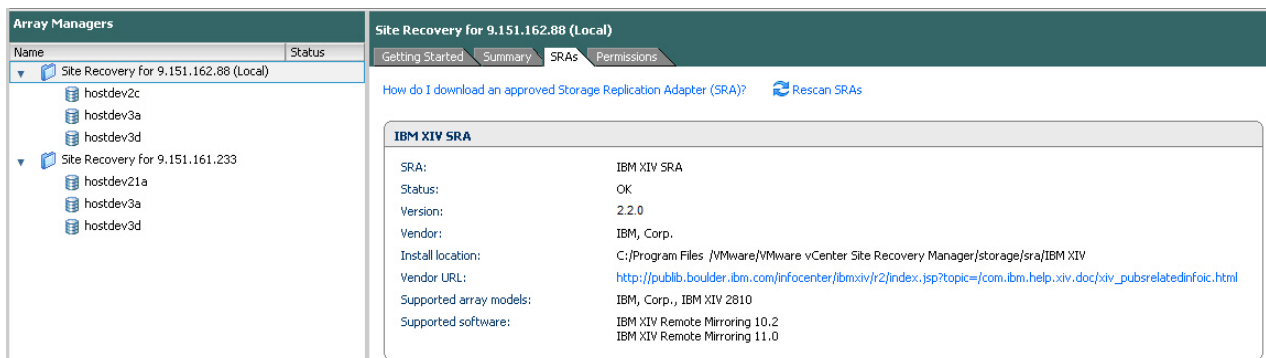 Array Managers
Name Status
Site Recovery for 9.151.162.88 (Local)
hostdev2c
hostdev3a
hostdev3d
Site Recovery for 9.151.161.233
hostdev21a
hostdev3a
hostdev3d
Site Recovery for 9.151.162.88 (Local)
Getting Started Summary SRAs Permissions
How do I download an approved Storage Replication Adapter (SRA)? Rescan SRAs
IBM XIV SRA
SRA: IBM XIV SRA
Status: OK
Version: 2.2.0
Vendor: IBM, Corp.
Install location: C:/Program Files /VMware/VMware vCenter Site Recovery Manager/storage/sra/IBM XIV
Vendor URL: http://publib.boulder.ibm.com/infocenter/ibmxiv/r2/index.jsp?topic=/com.ibm.help.xiv.doc/xiv_pubsrelatedinfoic.html
Supported array models: IBM, Corp., IBM XIV 2810
Supported software: IBM XIV Remote Mirroring 10.2
IBM XIV Remote Mirroring 11.0